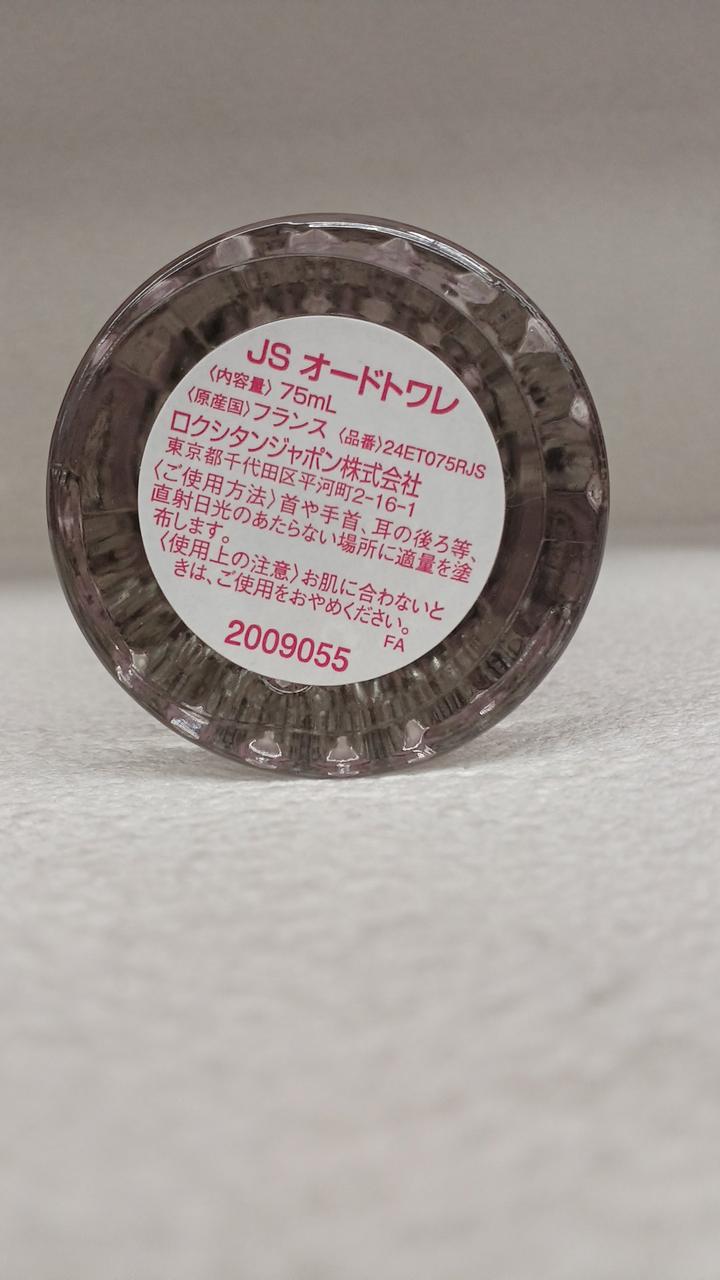 JS オードトワレ
〈内容量〉 75mL
〈原産国〉フランス 〈品番〉24ET075RJS
ロクシタンジャポン株式会社
東京都千代田区平河町2-16-1
〈ご使用方法〉首や手首、耳の後ろ等、
直射日光のあたらない場所に適量を塗
布します。
〈使用上の注意〉お肌に合わないと
きは、ご使用をおやめください。
FA
2009055